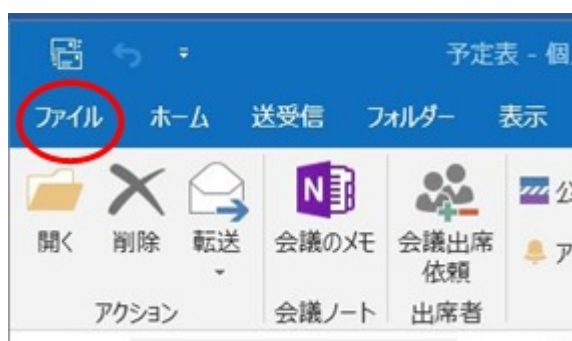 予定表 - 個
ファイル ホーム 送受信 フォルダー 表示
開く 削除 転送 会議のメモ 会議出席依頼 公
ア
アクション 会議ノート 出席者